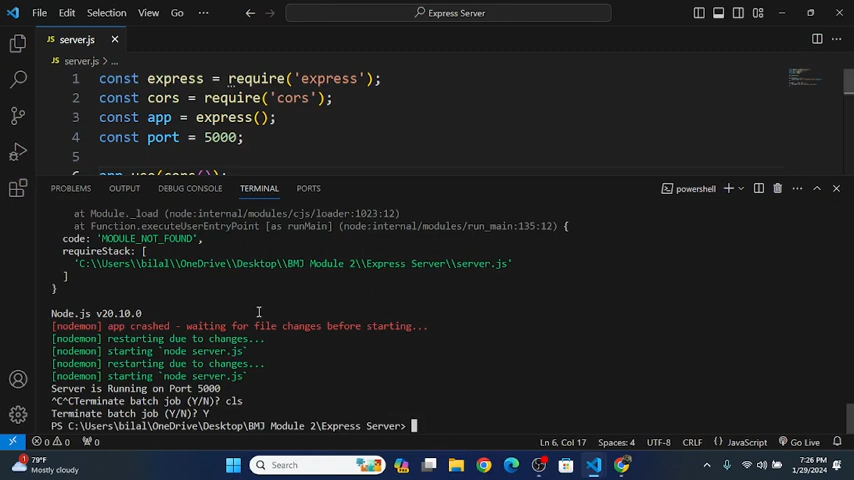 File Edit Selection View Go ··· Express Server
server.js
server.js > ...
1 const express = require('express');
2 const cors = require('cors');
3 const app = express();
4 const port = 5000;
5
6 app.use(cors());
PROBLEMS OUTPUT DEBUG CONSOLE TERMINAL PORTS powershell
at Module._load (node:internal/modules/cjs/loader:1023:12)
at Function.executeUserEntryPoint [as runMain] (node:internal/modules/run_main:135:12) {
code: 'MODULE_NOT_FOUND',
requireStack: [
'C:\\Users\\bilal\\OneDrive\\Desktop\\BMJ Module 2\\Express Server\\server.js'
]
}
Node.js v20.10.0
[nodemon] app crashed - waiting for file changes before starting...
[nodemon] restarting due to changes...
[nodemon] starting `node server.js`
[nodemon] restarting due to changes...
[nodemon] starting `node server.js`
Server is Running on Port 5000
^C^CTerminate batch job (Y/N)? cls
Terminate batch job (Y/N)? Y
PS C:\Users\bilal\OneDrive\Desktop\BMJ Module 2\Express Server>
0 0 0 Ln 6, Col 17 Spaces: 4 UTF-8 CRLF JavaScript Go Live
79°F
Mostly cloudy
Search
7:26 PM
1/29/2024